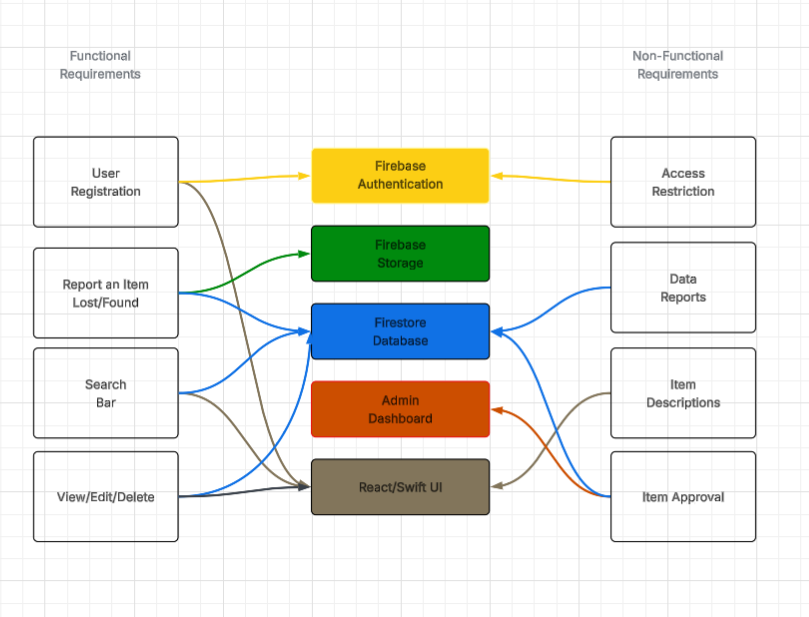 Functional
Requirements
Non-Functional
Requirements
User
Registration
Firebase
Authentication
Access
Restriction
Report an Item
Lost/Found
Firebase
Storage
Data
Reports
Firestore
Database
Search
Bar
Admin
Dashboard
Item
Descriptions
View/Edit/Delete
React/Swift UI
Item Approval